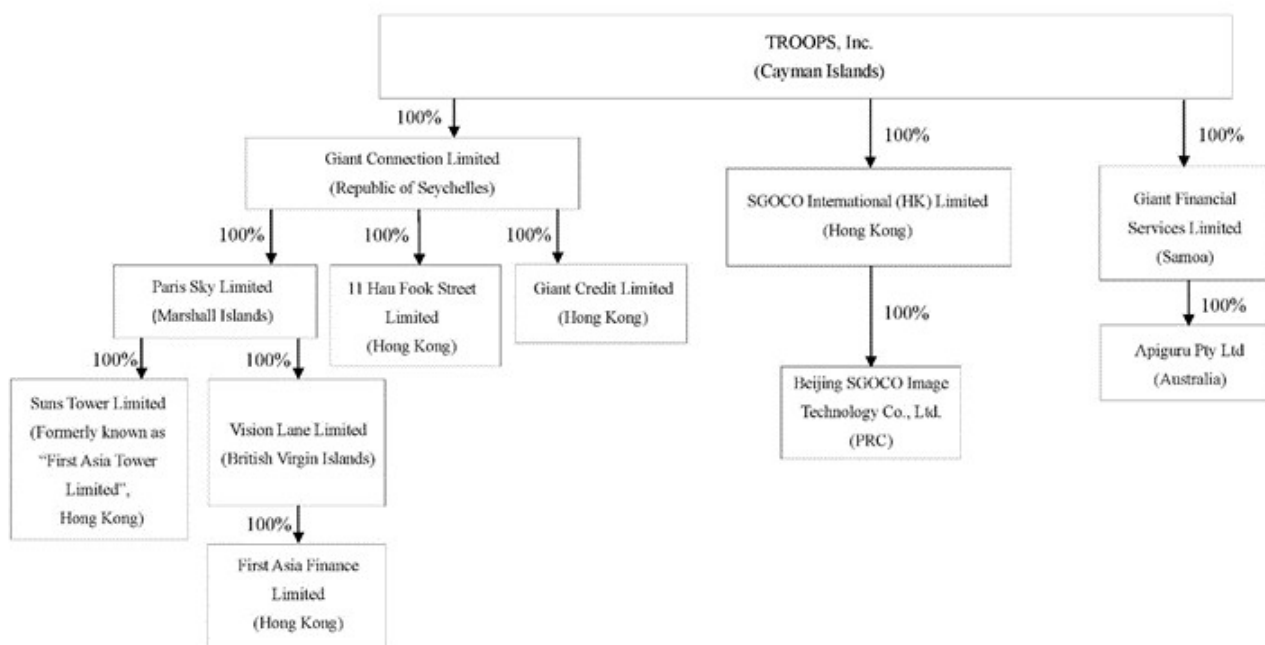 TROOPS, Inc.
(Cayman Islands)
100%
100%
100%
Giant Connection Limited
(Republic of Seychelles)
SGOCO International (HK) Limited
(Hong Kong)
Giant Financial
Services Limited
(Samoa)
100%
100%
100%
Paris Sky Limited
(Marshall Islands)
11 Hau Fook Street
Limited
(Hong Kong)
Giant Credit Limited
(Hong Kong)
100%
100%
100%
100%
Suns Tower Limited
(Formerly known as
“First Asia Tower
Limited”,
Hong Kong)
Vision Lane Limited
(British Virgin Islands)
Beijing SGOCO Image
Technology Co., Ltd.
(PRC)
Apiguru Pty Ltd
(Australia)
100%
First Asia Finance
Limited
(Hong Kong)